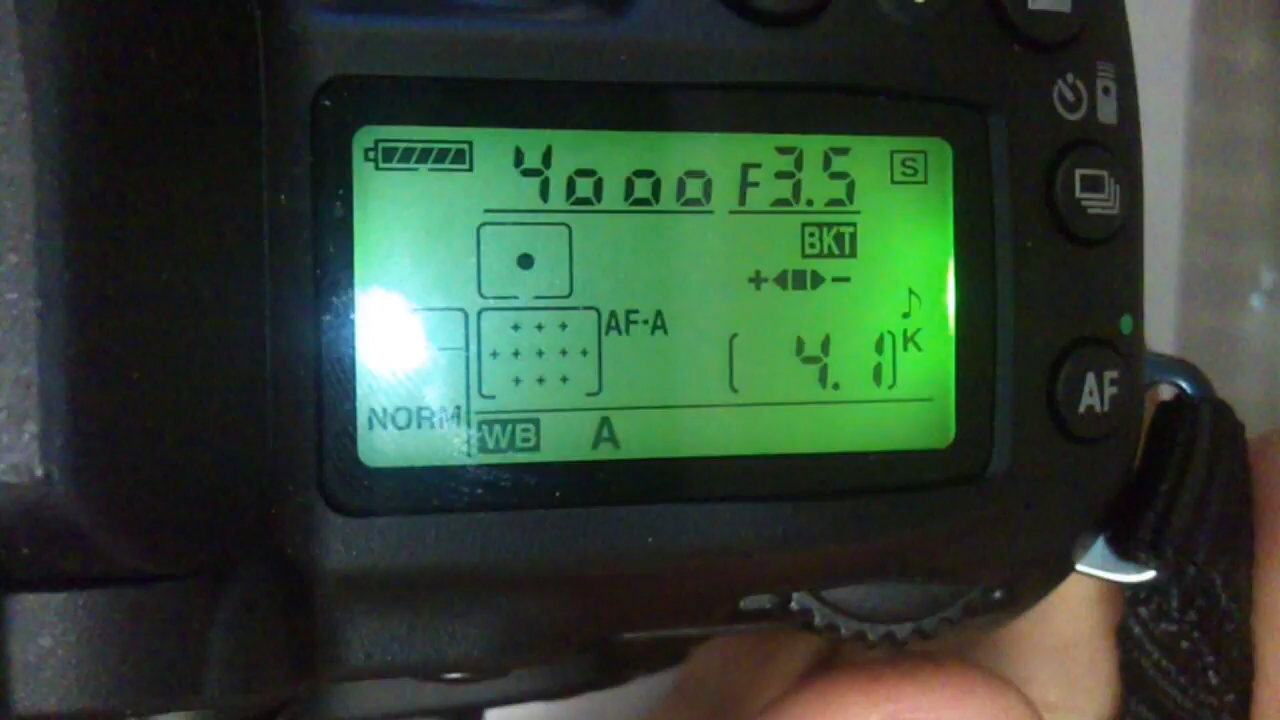 4000 F3.5 S
BKT
+ -
AF-A
[ 4.1] K
NORM
WB A
AF